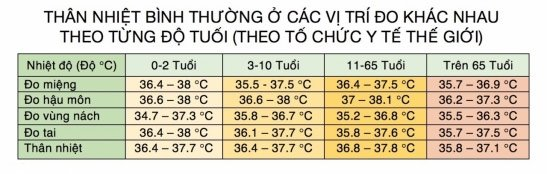 THÂN NHIỆT BÌNH THƯỜNG Ở CÁC VỊ TRÍ ĐO KHÁC NHAU
THEO TỪNG ĐỘ TUỔI (THEO TỔ CHỨC Y TẾ THẾ GIỚI)
Nhiệt độ (Độ °C) 0-2 Tuổi 3-10 Tuổi 11-65 Tuổi Trên 65 Tuổi
Đo miệng 36.4 – 38 °C 35.5 - 37.5 °C 36.4 – 37.5 °C 35.7 – 36.9 °C
Đo hậu môn 36.6 – 38 °C 36.6 – 38 °C 37 – 38.1 °C 36.2 – 37.3 °C
Đo vùng nách 34.7 – 37.3 °C 35.8 – 36.7 °C 35.2 – 36.8 °C 35.5 – 36.3 °C
Đo tai 36.4 – 38 °C 36.1 – 37.7 °C 35.8 – 37.6 °C 35.5 – 37.5 °C
Thân nhiệt 36.4 – 37.7 °C 36.4 – 37.7 °C 36.8 – 37.8 °C 35.8 – 37.1 °C